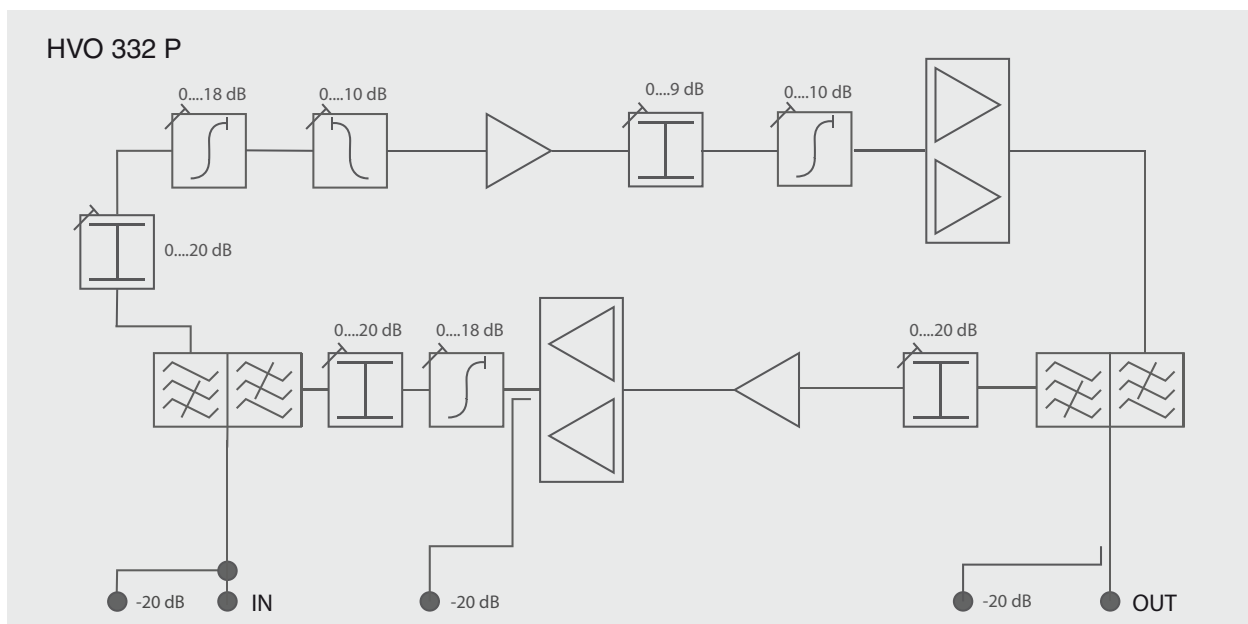 HVO 332 P
0....18 dB
0....10 dB
0....9 dB
0....10 dB
0....20 dB
0....20 dB
0....18 dB
0....20 dB
-20 dB
IN
-20 dB
-20 dB
OUT